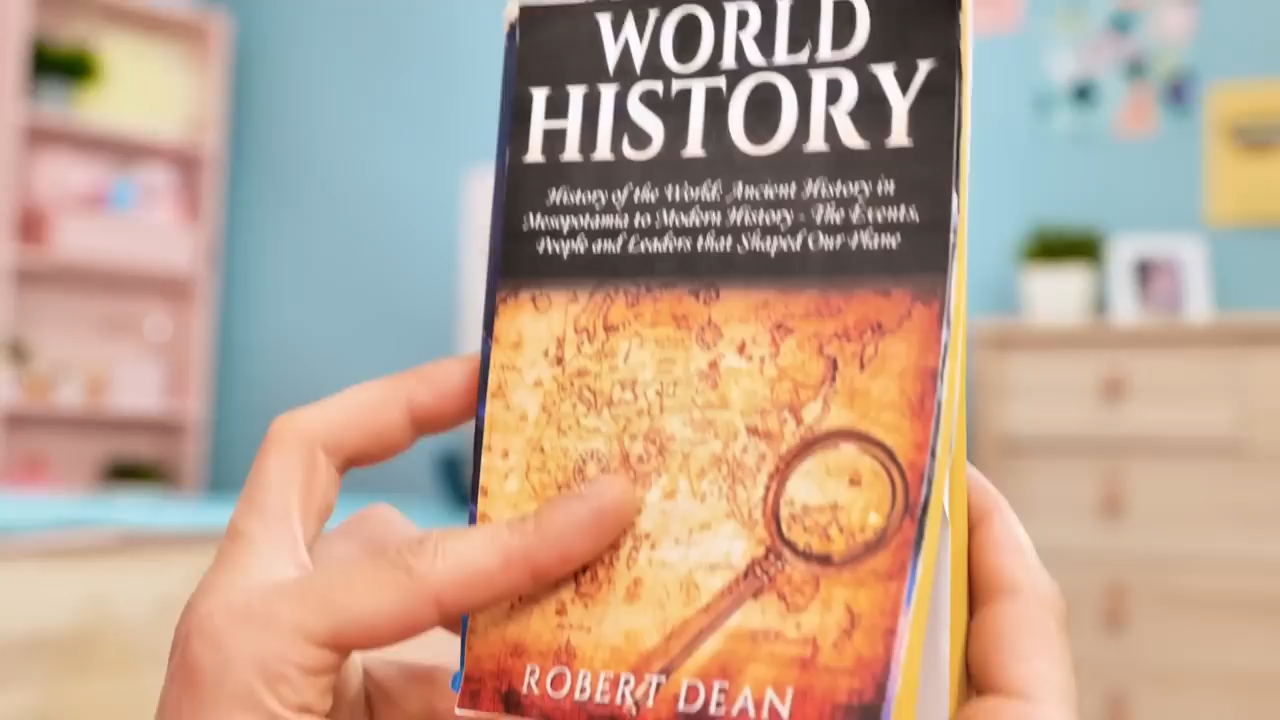 WORLD
HISTORY
History of the World: Ancient History in
Mesopotamia to Modern History - The Events,
People and Leaders that Shaped Our Plane
ROBERT DEAN